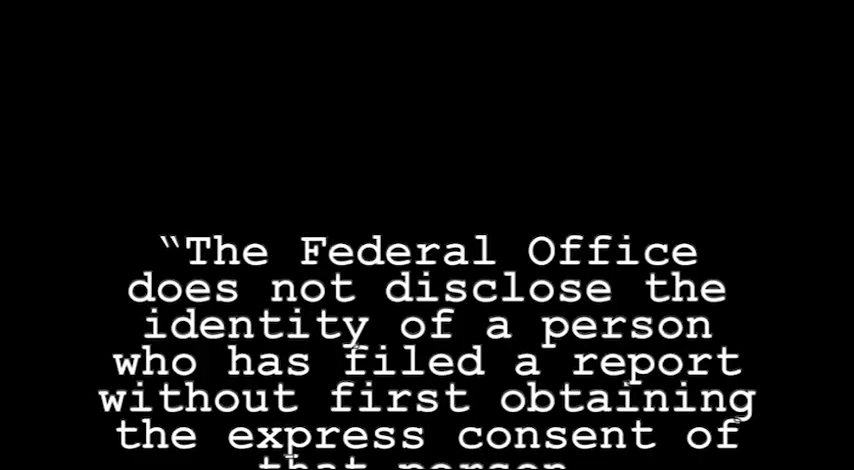 “The Federal Office
does not disclose the
identity of a person
who has filed a report
without first obtaining
the express consent of
that person